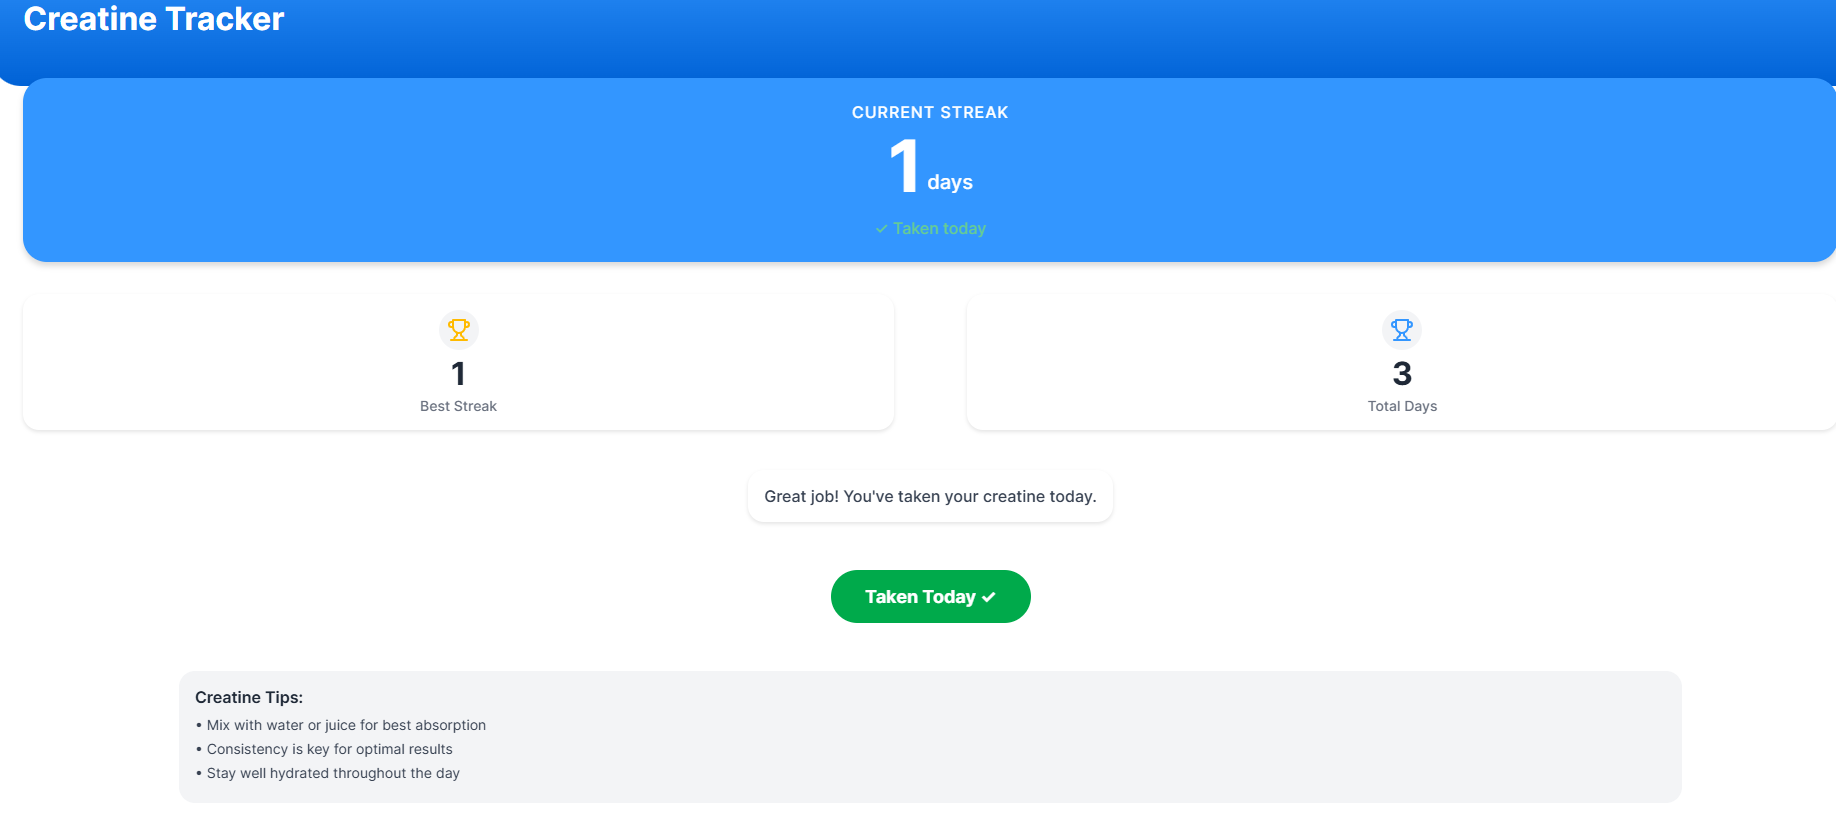 Creatine Tracker
CURRENT STREAK
1 days
✓ Taken today
1
Best Streak
3
Total Days
Great job! You've taken your creatine today.
Taken Today ✓
Creatine Tips:
• Mix with water or juice for best absorption
• Consistency is key for optimal results
• Stay well hydrated throughout the day